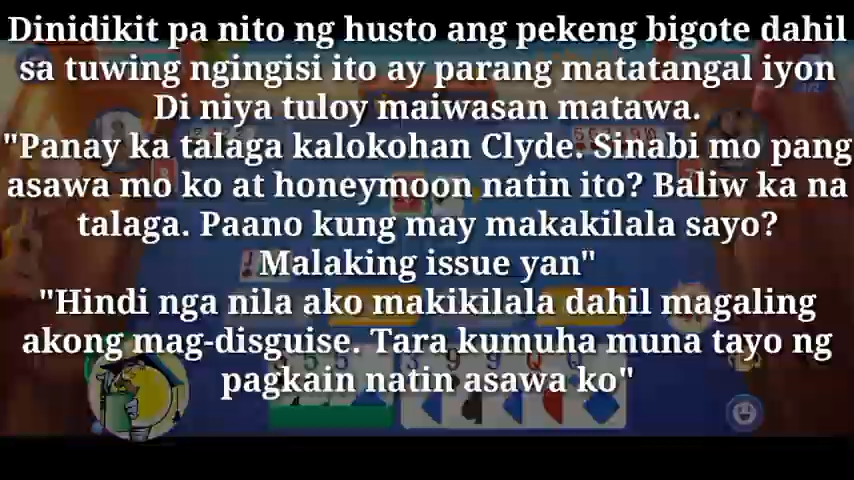 Dinidikit pa nito ng husto ang pekeng bigote dahil
sa tuwing ngingisi ito ay parang matatangal iyon
Di niya tuloy maiwasan matawa.
"Panay ka talaga kalokohan Clyde. Sinabi mo pang
asawa mo ko at honeymoon natin ito? Baliw ka na
talaga. Paano kung may makakilala sayo?
Malaking issue yan"
"Hindi nga nila ako makikilala dahil magaling
akong mag-disguise. Tara kumuha muna tayo ng
pagkain natin asawa ko"